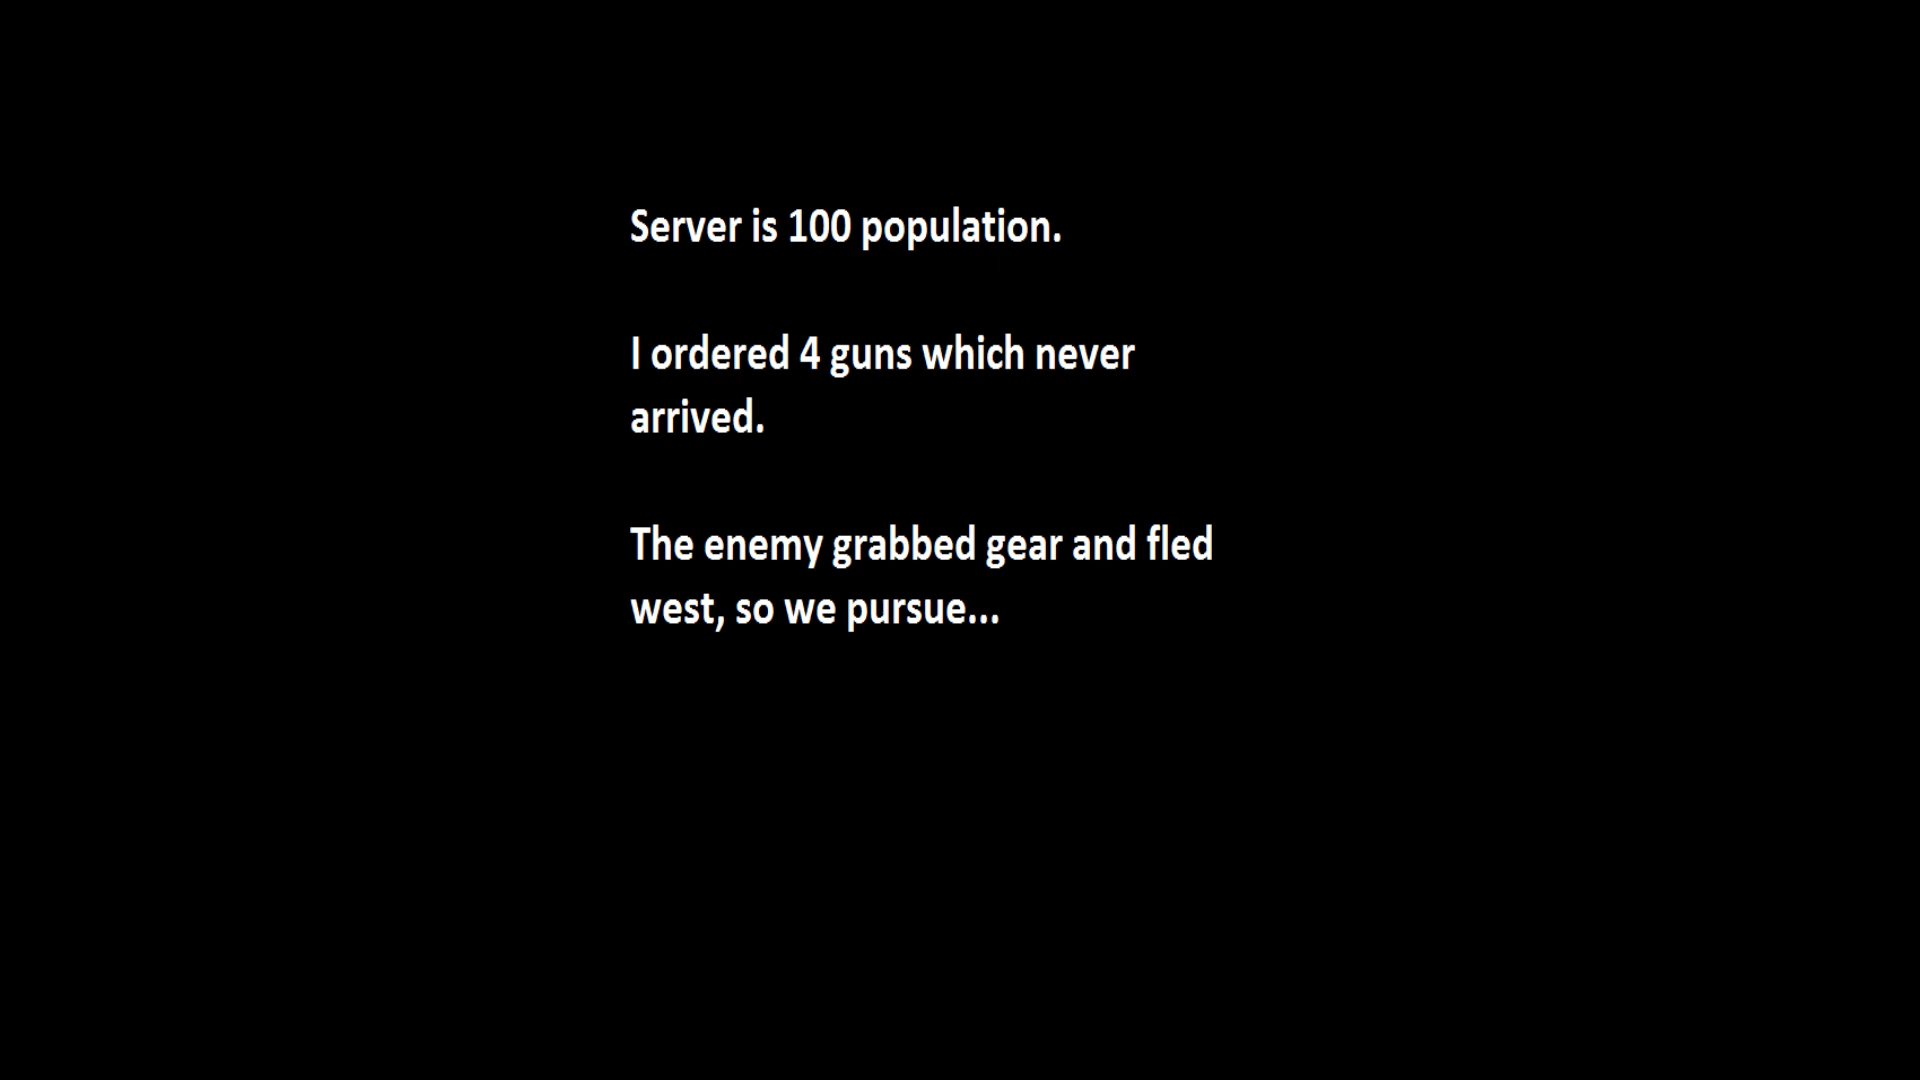 Server is 100 population.
I ordered 4 guns which never
arrived.
The enemy grabbed gear and fled
west, so we pursue...